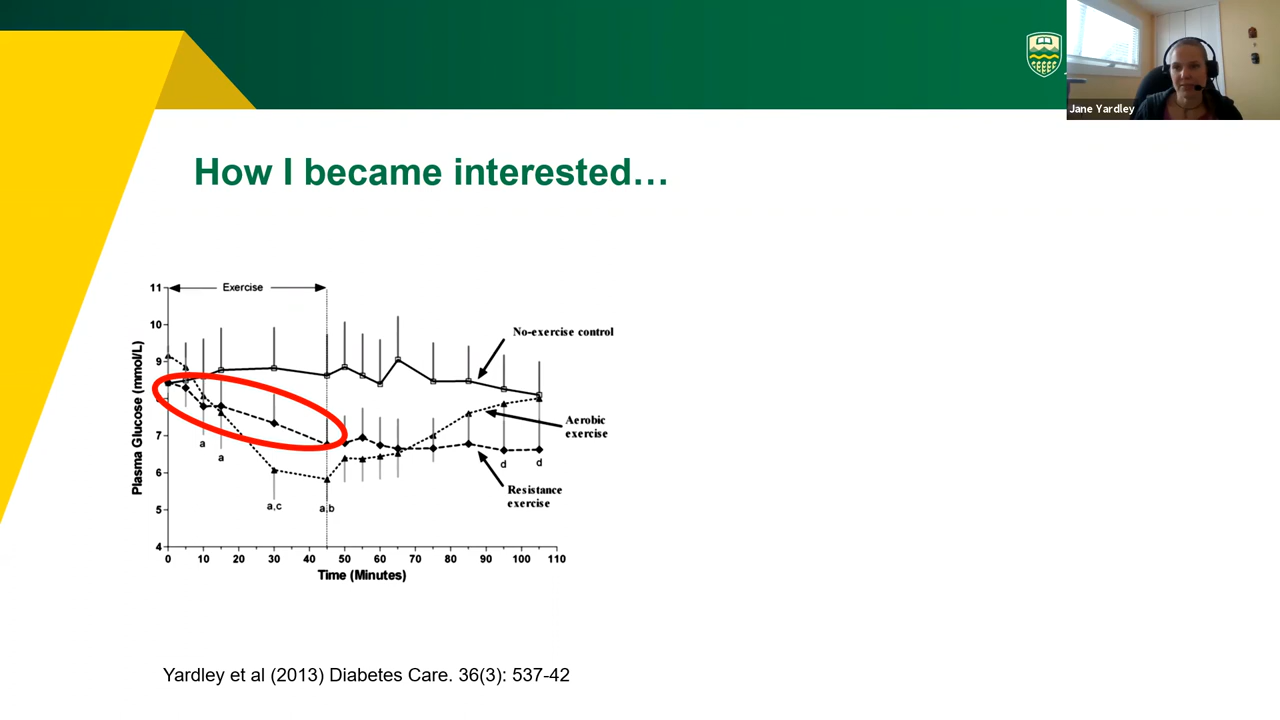 Jane Yardley
How I became interested…
Exercise
11
10
9
7
6
5
4
Plasma Glucose (mmol/L)
No-exercise control
Aerobic
exercise
Resistance
exercise
a
a
a,c
a,b
d
d
0 10 20 30 40 50 60 70 80 90 100 110
Time (Minutes)
Yardley et al (2013) Diabetes Care. 36(3): 537-42